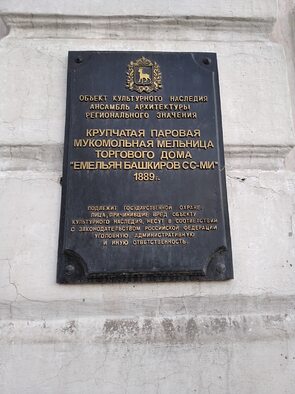 ОБЪЕКТ КУЛЬТУРНОГО НАСЛЕДИЯ
АНСАМБЛЬ АРХИТЕКТУРЫ
РЕГИОНАЛЬНОГО ЗНАЧЕНИЯ
КРУПЧАТАЯ ПАРОВАЯ
МУКОМОЛЬНАЯ МЕЛЬНИЦА
ТОРГОВОГО ДОМА
"ЕМЕЛЬЯН БАШКИРОВ СС-МИ"
1889г.
ПОДЛЕЖИТ ГОСУДАРСТВЕННОЙ ОХРАНЕ.
ЛИЦА, ПРИЧИНИВШИЕ ВРЕД ОБЪЕКТУ
КУЛЬТУРНОГО НАСЛЕДИЯ, НЕСУТ В СООТВЕТСТВИИ
С ЗАКОНОДАТЕЛЬСТВОМ РОССИЙСКОЙ ФЕДЕРАЦИИ
УГОЛОВНУЮ, АДМИНИСТРАТИВНУЮ
И ИНУЮ ОТВЕТСТВЕННОСТЬ.